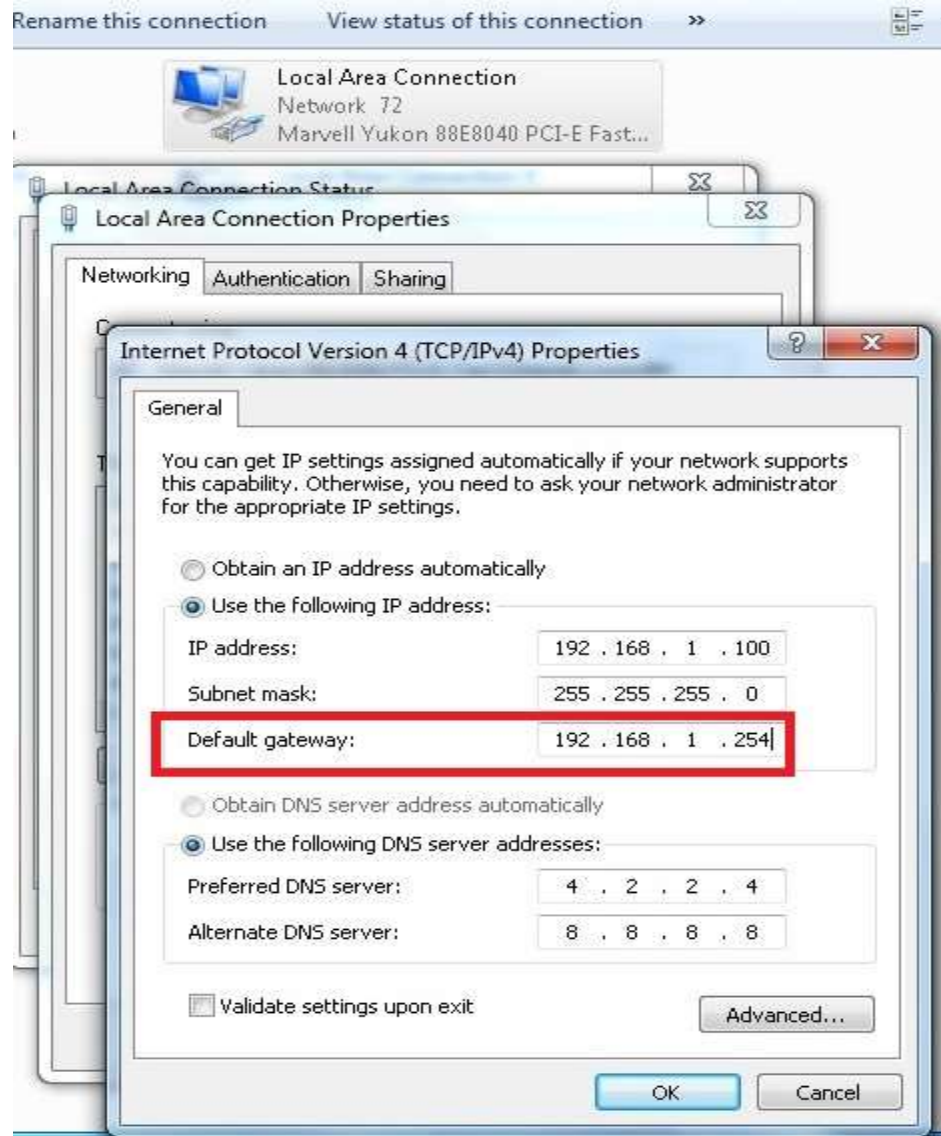 Rename this connection View status of this connection »
Local Area Connection
Network 72
Marvell Yukon 88E8040 PCI-E Fast...
Local Area Connection Status
Local Area Connection Properties
Networking Authentication Sharing
Internet Protocol Version 4 (TCP/IPv4) Properties
General
You can get IP settings assigned automatically if your network supports
this capability. Otherwise, you need to ask your network administrator
for the appropriate IP settings.
Obtain an IP address automatically
Use the following IP address:
IP address: 192 . 168 . 1 . 100
Subnet mask: 255 . 255 . 255 . 0
Default gateway: 192 . 168 . 1 . 254
Obtain DNS server address automatically
Use the following DNS server addresses:
Preferred DNS server: 4 . 2 . 2 . 4
Alternate DNS server: 8 . 8 . 8 . 8
Validate settings upon exit
Advanced...
OK Cancel